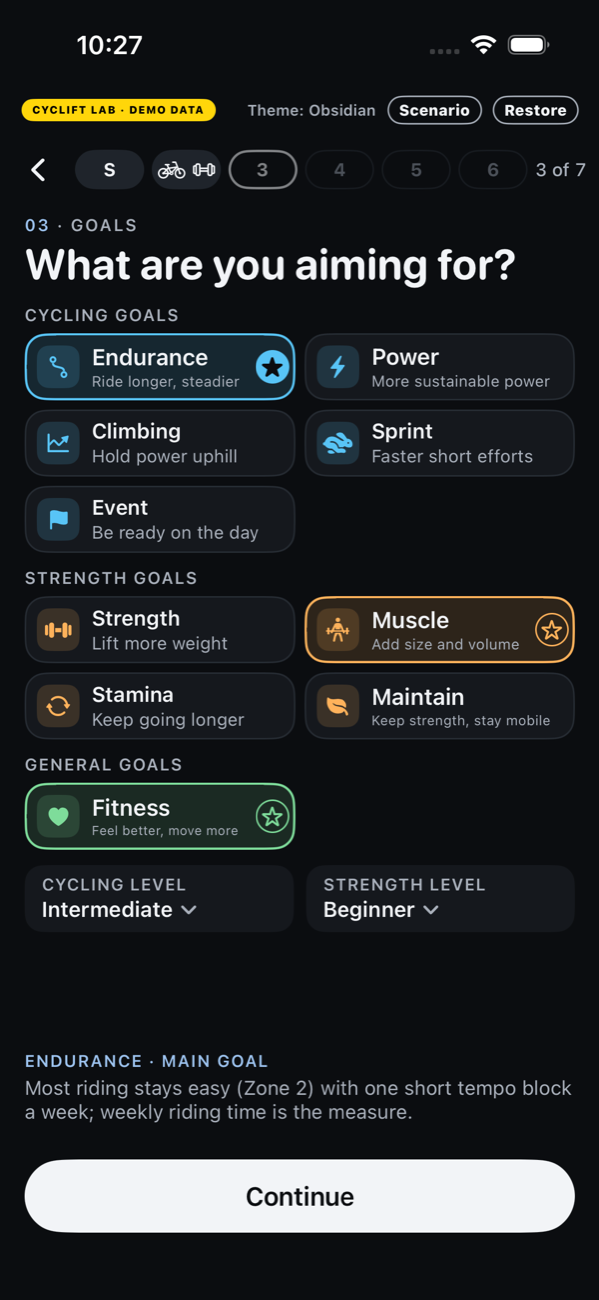 10:27
CYCLIFT LAB · DEMO DATA
Theme: Obsidian
Scenario
Restore
S
3
4
5
6
3 of 7
03 · GOALS
What are you aiming for?
CYCLING GOALS
Endurance
Ride longer, steadier
Power
More sustainable power
Climbing
Hold power uphill
Sprint
Faster short efforts
Event
Be ready on the day
STRENGTH GOALS
Strength
Lift more weight
Muscle
Add size and volume
Stamina
Keep going longer
Maintain
Keep strength, stay mobile
GENERAL GOALS
Fitness
Feel better, move more
CYCLING LEVEL
Intermediate
STRENGTH LEVEL
Beginner
ENDURANCE · MAIN GOAL
Most riding stays easy (Zone 2) with one short tempo block
a week; weekly riding time is the measure.
Continue